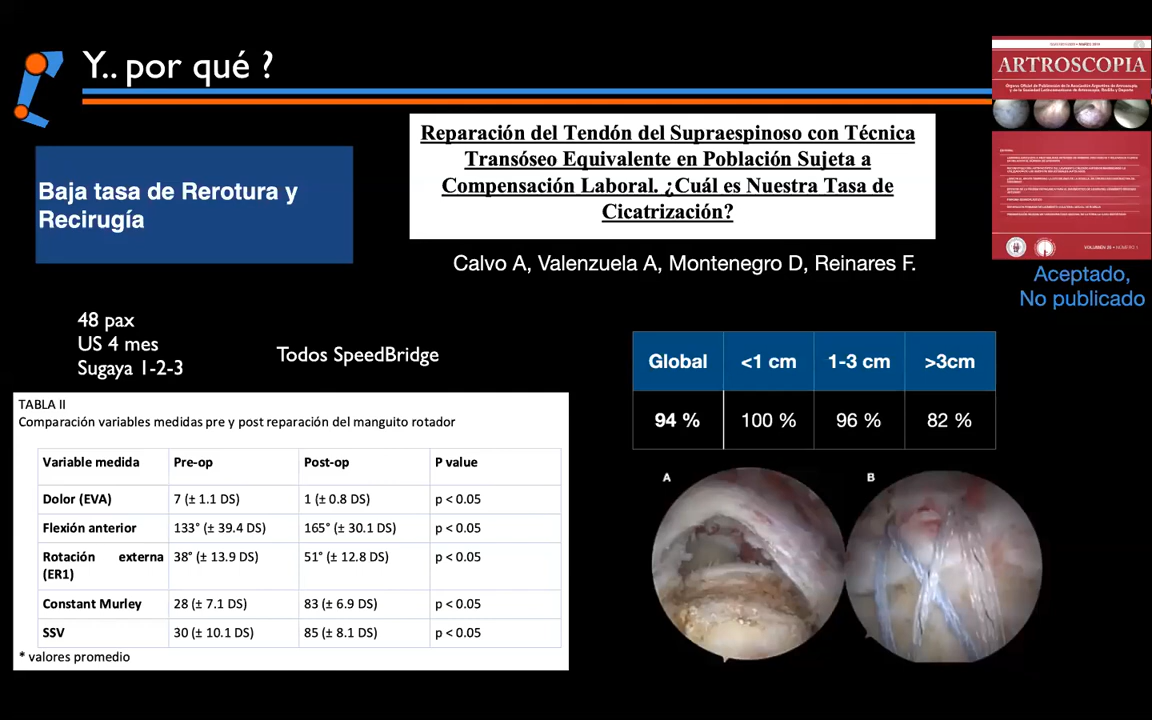 Y.. por qué ?
ARTROSCOPIA
VOLUMEN 26 • NÚMERO 1
Baja tasa de Rerotura y
Recirugía
Reparación del Tendón del Supraespinoso con Técnica
Transóseo Equivalente en Población Sujeta a
Compensación Laboral. ¿Cuál es Nuestra Tasa de
Cicatrización?
Calvo A, Valenzuela A, Montenegro D, Reinares F.
Aceptado,
No publicado
48 pax
US 4 mes
Sugaya 1-2-3
Todos SpeedBridge
Global <1 cm 1-3 cm >3cm
94 % 100 % 96 % 82 %
TABLA II
Comparación variables medidas pre y post reparación del manguito rotador
Variable medida Pre-op Post-op P value
Dolor (EVA) 7 (± 1.1 DS) 1 (± 0.8 DS) p < 0.05
Flexión anterior 133° (± 39.4 DS) 165° (± 30.1 DS) p < 0.05
Rotación externa 38° (± 13.9 DS) 51° (± 12.8 DS) p < 0.05
(ER1)
Constant Murley 28 (± 7.1 DS) 83 (± 6.9 DS) p < 0.05
SSV 30 (± 10.1 DS) 85 (± 8.1 DS) p < 0.05
* valores promedio
A
B